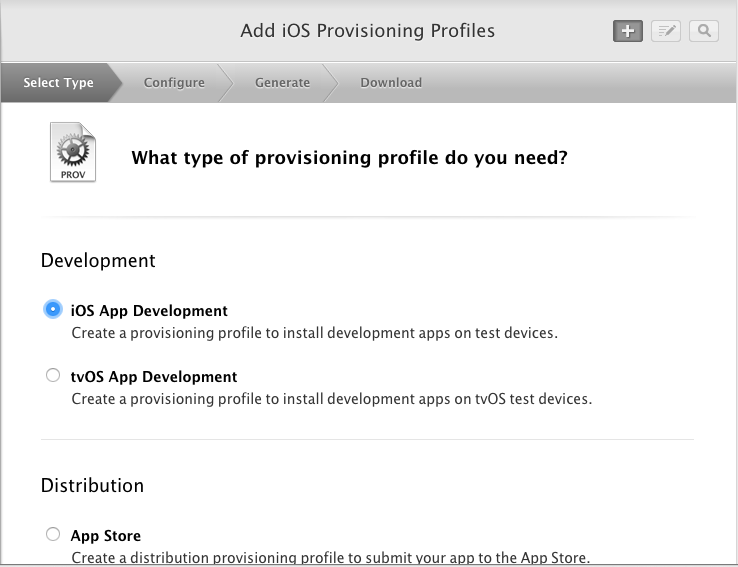 Add iOS Provisioning Profiles
Select Type
Configure
Generate
Download
PROV
What type of provisioning profile do you need?
Development
iOS App Development
Create a provisioning profile to install development apps on test devices.
tvOS App Development
Create a provisioning profile to install development apps on tvOS test devices.
Distribution
App Store
Create a distribution provisioning profile to submit your app to the App Store.